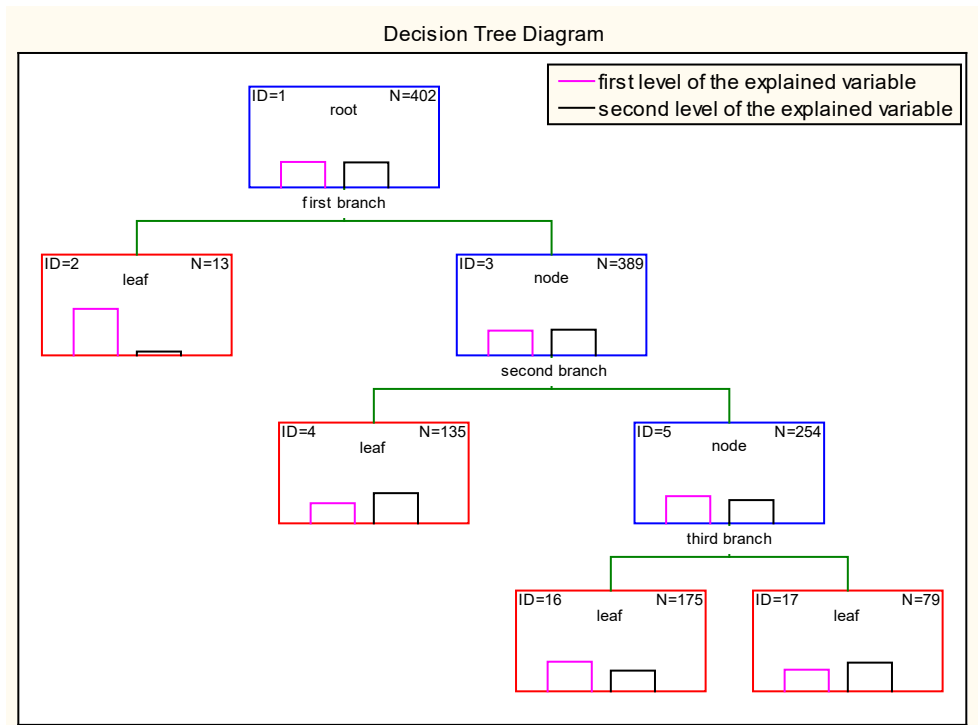 Decision Tree Diagram
first level of the explained variable
second level of the explained variable
ID=1 N=402
root
first branch
ID=2 N=13
leaf
ID=3 N=389
node
second branch
ID=4 N=135
leaf
ID=5 N=254
node
third branch
ID=16 N=175
leaf
ID=17 N=79
leaf